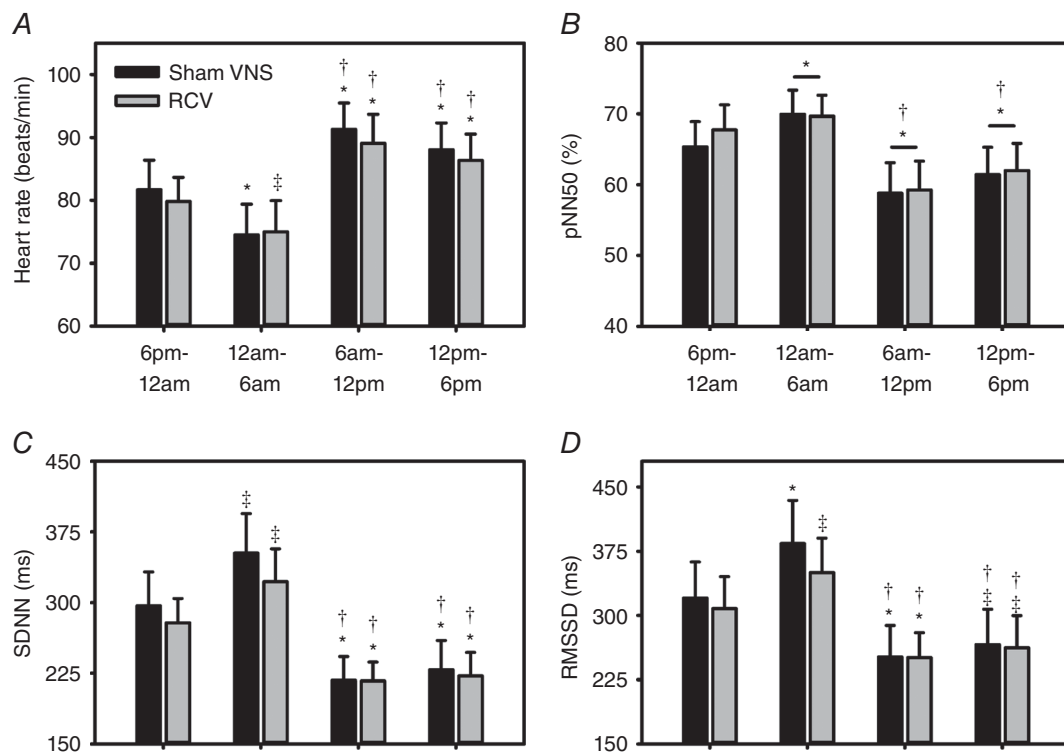 A
Heart rate (beats/min)
100
90
80
70
60
Sham VNS
RCV
* ‡ † * † * † * † *
6pm-
12am
12am-
6am
6am-
12pm
12pm-
6pm
B
pNN50 (%)
80
70
60
50
40
* † * † *
6pm-
12am
12am-
6am
6am-
12pm
12pm-
6pm
C
SDNN (ms)
450
375
300
225
150
‡ ‡ † * † * † * † *
D
RMSSD (ms)
450
375
300
225
150
* ‡ † * † * † ‡ † ‡